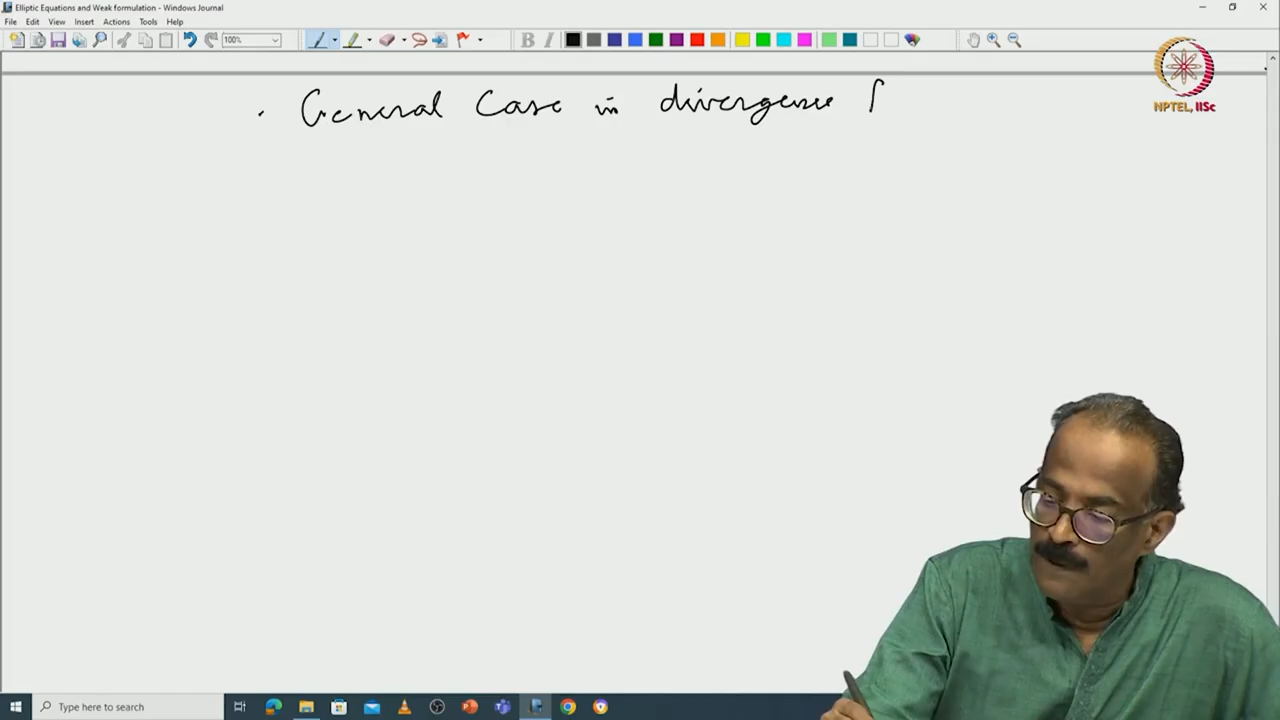 Elliptic Equations and Weak formulation - Windows Journal
File Edit View Insert Actions Tools Help
100%
B I
NPTEL, IISc
. General Case in divergence f
Type here to search